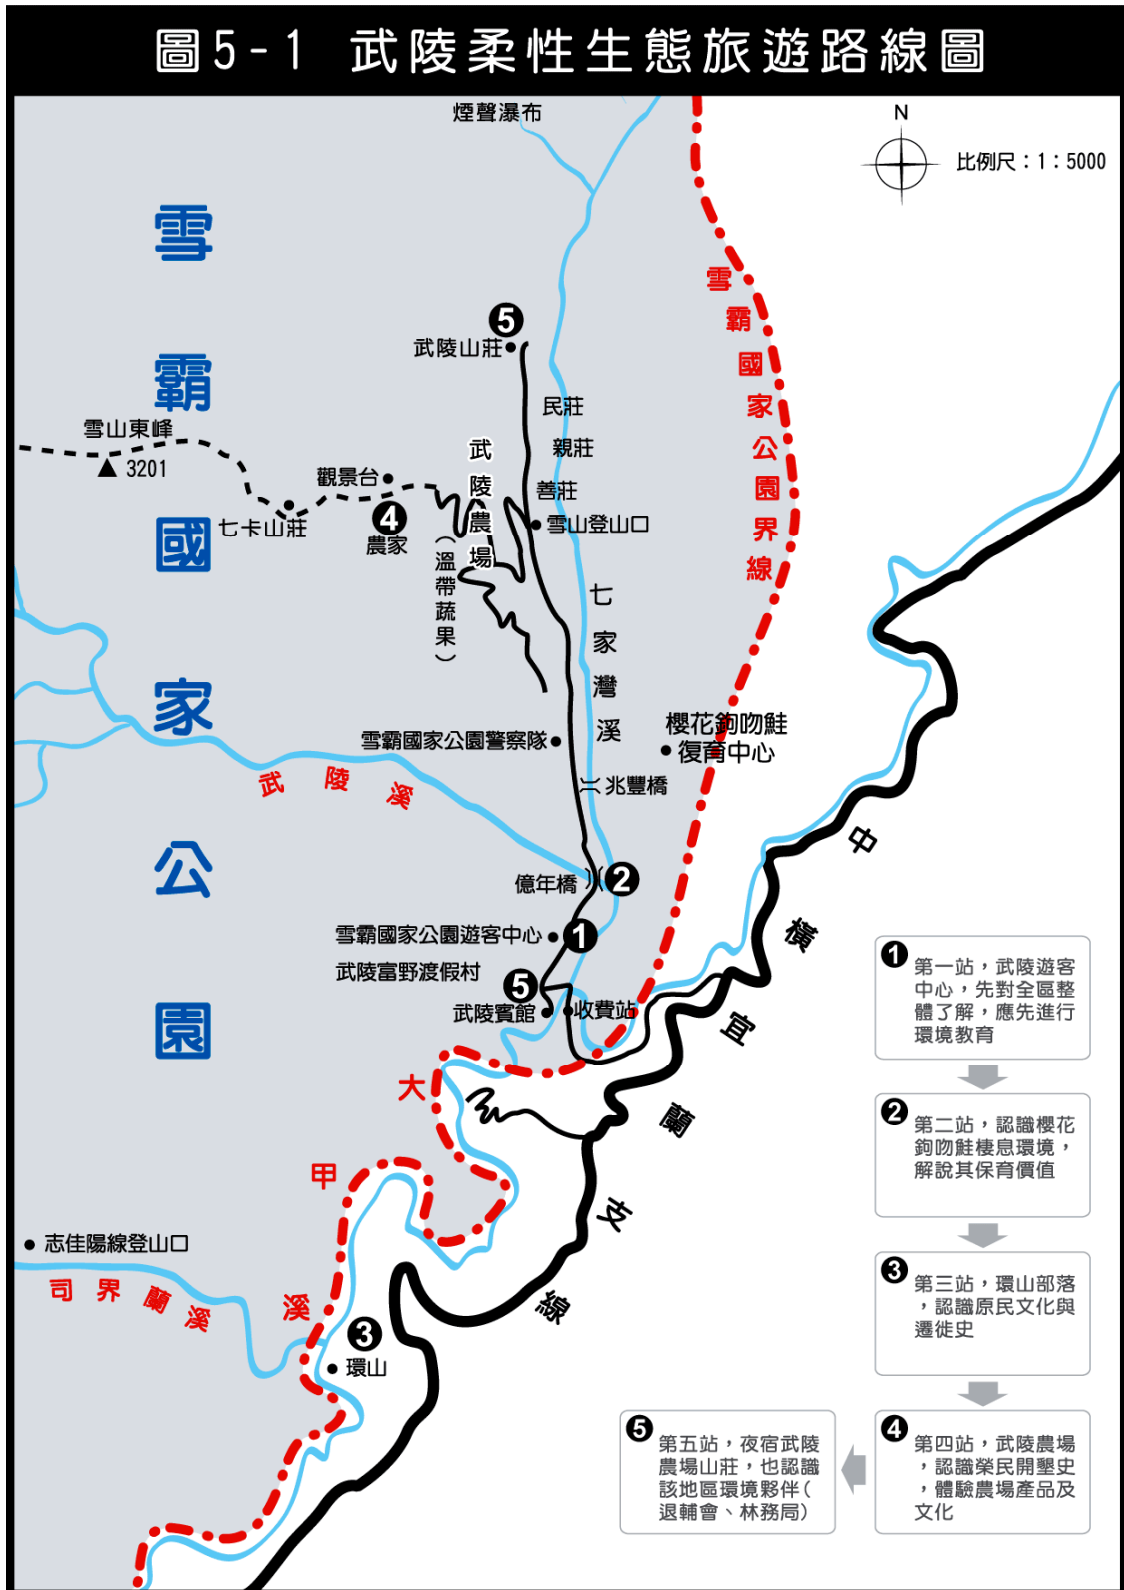 圖5-1 武陵柔性生態旅遊路線圖
煙聲瀑布
N
比例尺：1：5000
雪霸國家公園
雪霸國家公園界線
5
武陵山莊
民莊
親莊
善莊
雪山東峰
3201
觀景台
七卡山莊
4
農家
武陵農場
（溫帶蔬果）
雪山登山口
七家灣溪
櫻花鉤吻鮭
復育中心
雪霸國家公園警察隊
兆豐橋
武陵溪
億年橋
2
雪霸國家公園遊客中心
1
武陵富野渡假村
5
武陵賓館
收費站
中橫宜蘭支線
大甲溪
志佳陽線登山口
司界蘭溪
3
環山
1
第一站，武陵遊客
中心，先對全區整
體了解，應先進行
環境教育
2
第二站，認識櫻花
鉤吻鮭棲息環境，
解說其保育價值
3
第三站，環山部落
，認識原民文化與
遷徙史
4
第四站，武陵農場
，認識榮民開墾史
，體驗農場產品及
文化
5
第五站，夜宿武陵
農場山莊，也認識
該地區環境夥伴（
退輔會、林務局）